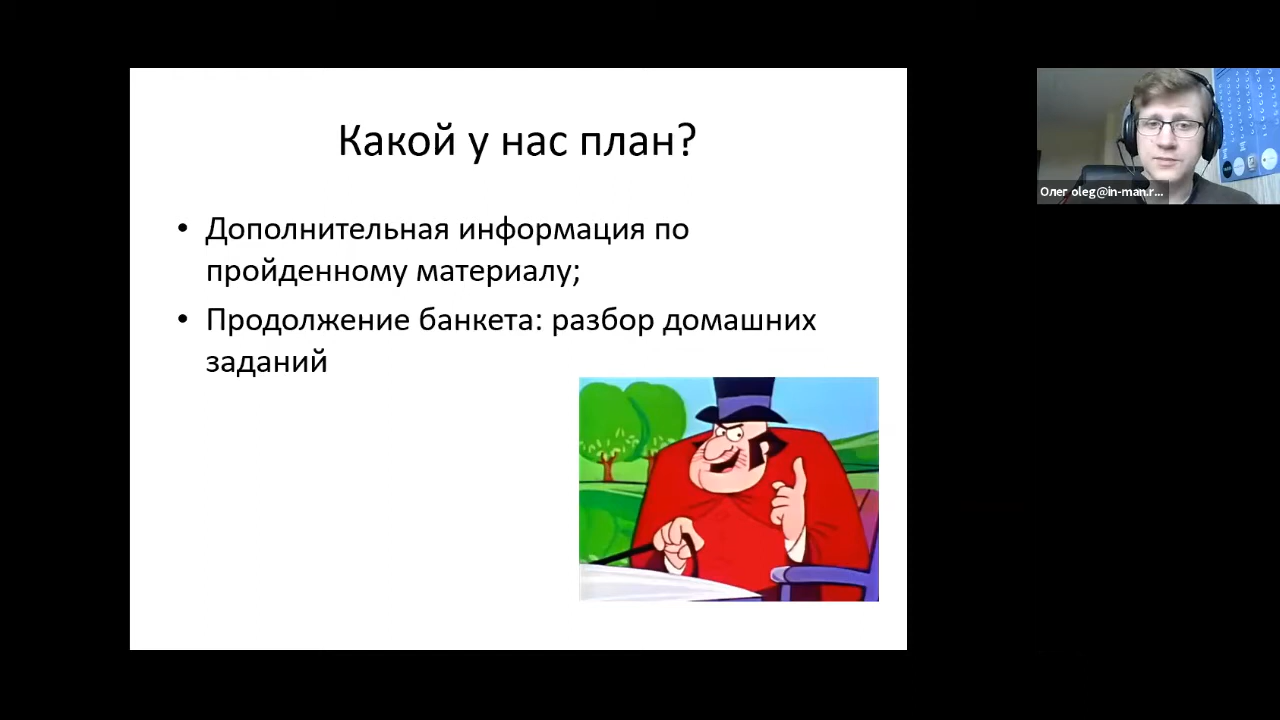 Какой у нас план?
• Дополнительная информация по
пройденному материалу;
• Продолжение банкета: разбор домашних
заданий
Олег oleg@in-man.r...